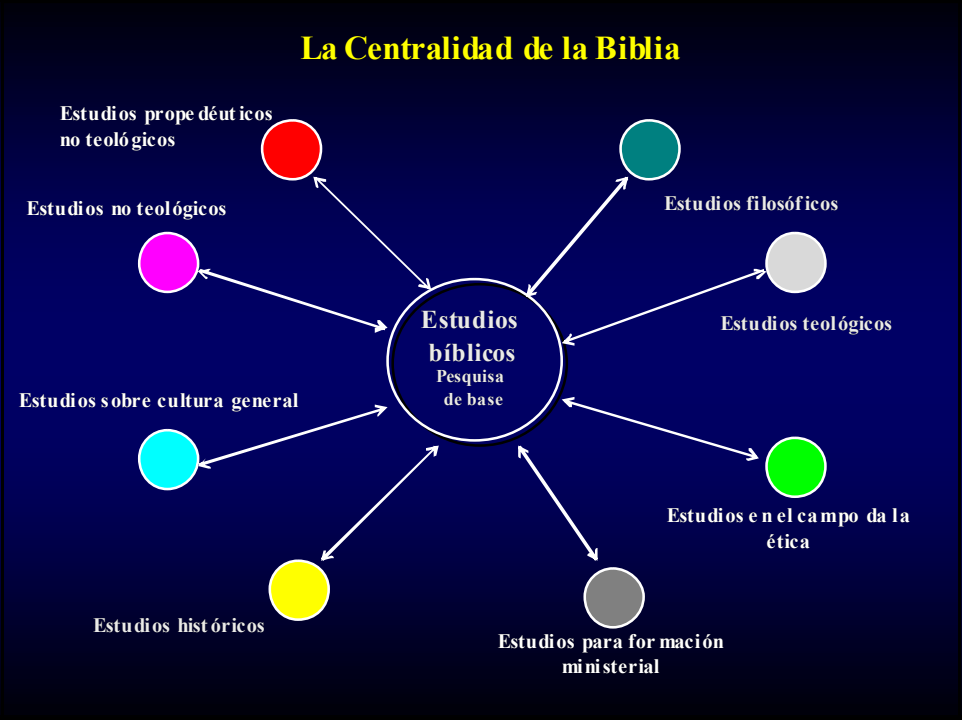 La Centralidad de la Biblia
Estudios propedéuticos
no teológicos
Estudios no teológicos
Estudios filosóficos
Estudios teológicos
Estudios
bíblicos
Pesquisa
de base
Estudios sobre cultura general
Estudios en el campo da la
ética
Estudios históricos
Estudios para formación
ministerial